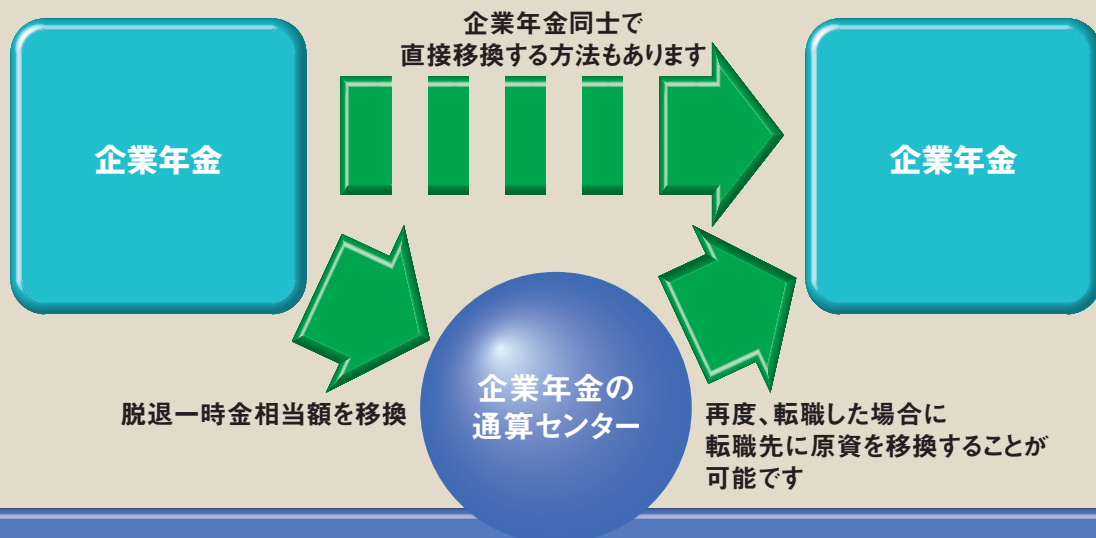 企業年金同士で
直接移換する方法もあります
企業年金
企業年金
企業年金の
通算センター
脱退一時金相当額を移換
再度、転職した場合に
転職先に原資を移換することが
可能です